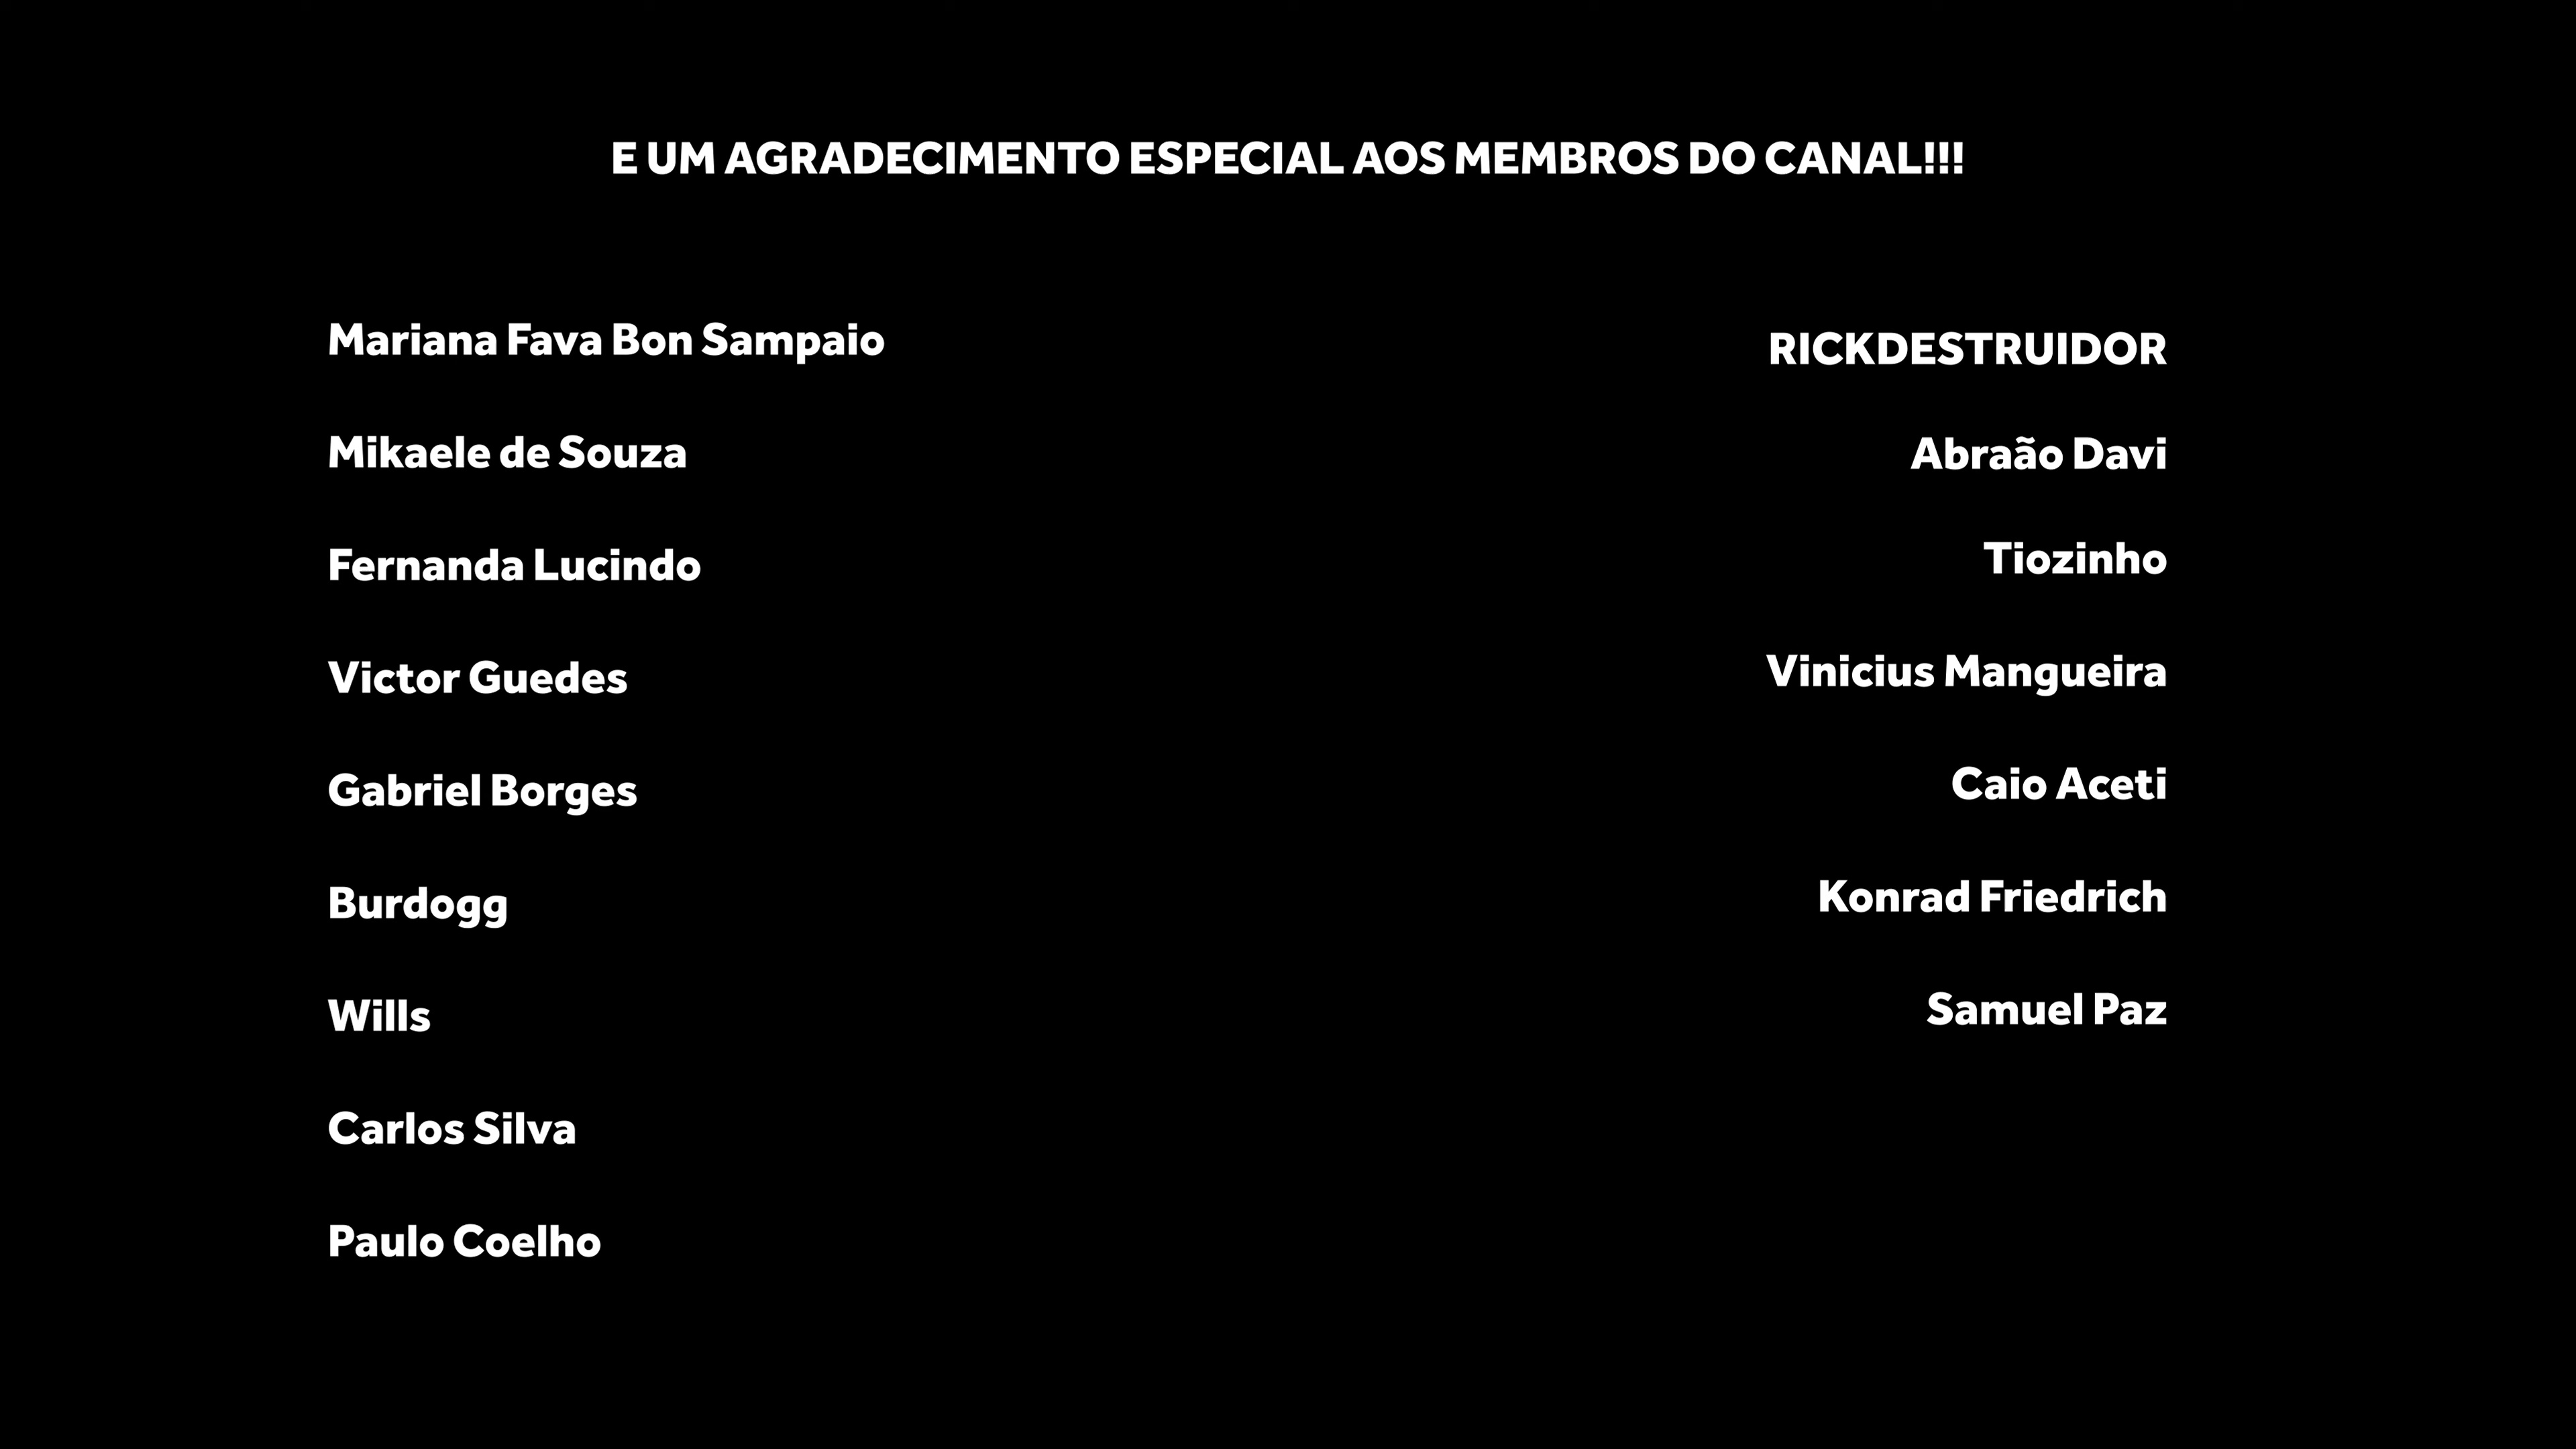 E UM AGRADECIMENTO ESPECIAL AOS MEMBROS DO CANAL!!!
Mariana Fava Bon Sampaio
Mikaele de Souza
Fernanda Lucindo
Victor Guedes
Gabriel Borges
Burdogg
Wills
Carlos Silva
Paulo Coelho
RICKDESTRUIDOR
Abraão Davi
Tiozinho
Vinicius Mangueira
Caio Aceti
Konrad Friedrich
Samuel Paz